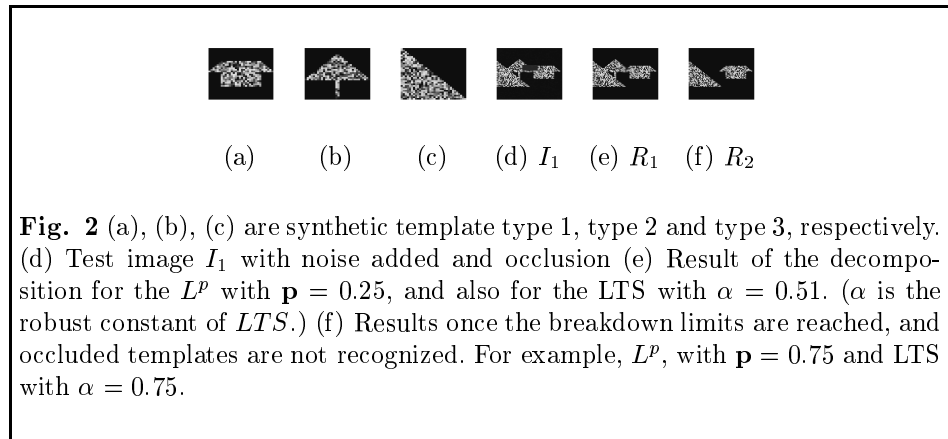 (a) (b) (c) (d) I₁ (e) R₁ (f) R₂
Fig. 2 (a), (b), (c) are synthetic template type 1, type 2 and type 3, respectively.
(d) Test image I₁ with noise added and occlusion (e) Result of the decompo-
sition for the Lᵖ with p = 0.25, and also for the LTS with α = 0.51. (α is the
robust constant of LTS.) (f) Results once the breakdown limits are reached, and
occluded templates are not recognized. For example, Lᵖ, with p = 0.75 and LTS
with α = 0.75.